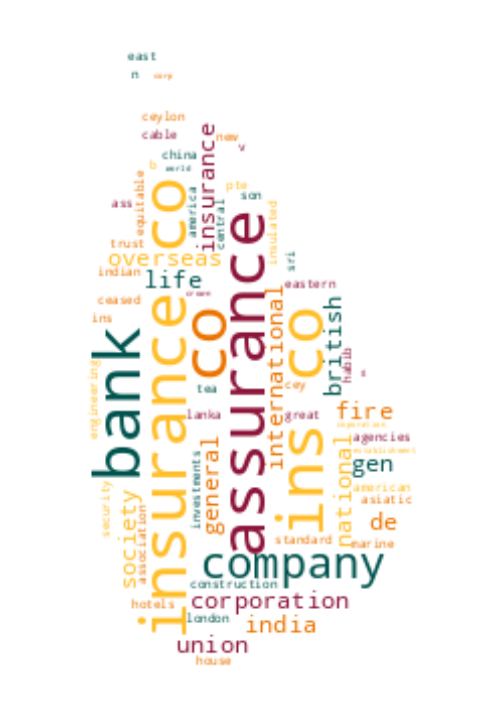 east
n corp
ceylon
cable
new
v
insurance
china
world
o
equitable
insurance co
america
central
pte
son
insulated
ass
trust
overseas
sri
indian
life
eastern
crown
ceased
ins
co
assurance
international
ins co
british
habib
s
bank
engineering
tea
cey
lanka
great
fire
corporation
agencies
establishment
general
investments
national
gen
american
asiatic
security
society
association
de
standard
marine
company
construction
hotels
corporation
london
india
union
house